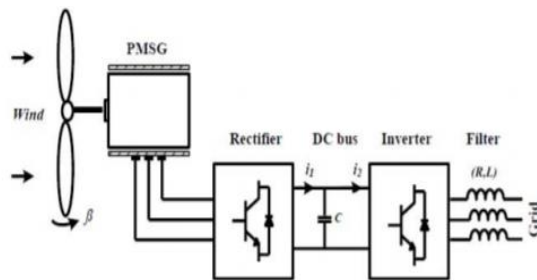 PMSG
Wind
β
Rectifier
DC bus
Inverter
Filter
i1
i2
(R,L)
C
Grid